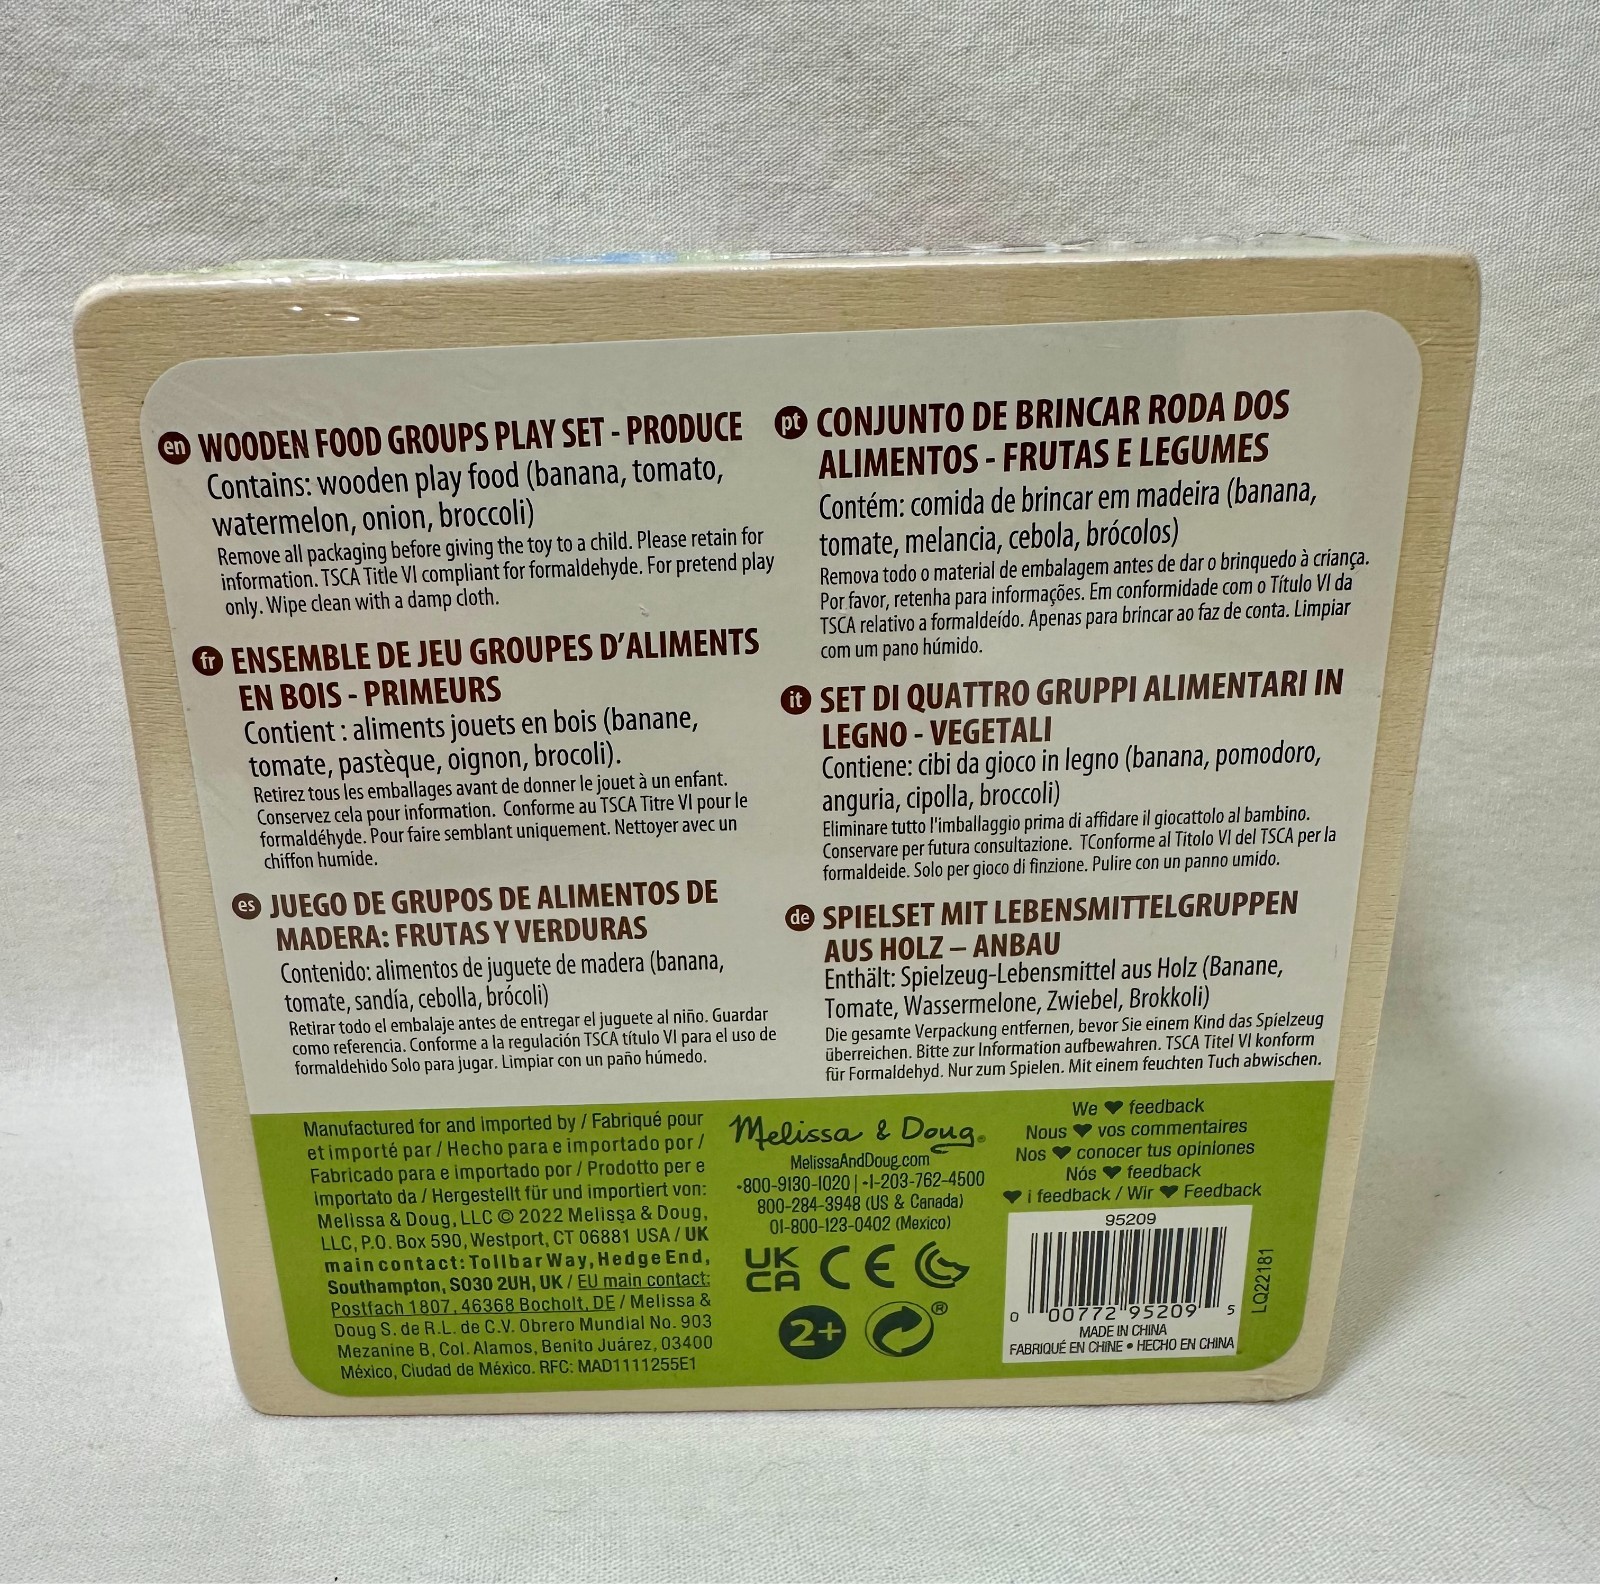 en WOODEN FOOD GROUPS PLAY SET - PRODUCE
Contains: wooden play food (banana, tomato,
watermelon, onion, broccoli)
Remove all packaging before giving the toy to a child. Please retain for
information. TSCA Title VI compliant for formaldehyde. For pretend play
only. Wipe clean with a damp cloth.
fr ENSEMBLE DE JEU GROUPES D'ALIMENTS
EN BOIS - PRIMEURS
Contient : aliments jouets en bois (banane,
tomate, pastèque, oignon, brocoli).
Retirez tous les emballages avant de donner le jouet à un enfant.
Conservez cela pour information. Conforme au TSCA Titre VI pour le
formaldéhyde. Pour faire semblant uniquement. Nettoyer avec un
chiffon humide.
es JUEGO DE GRUPOS DE ALIMENTOS DE
MADERA: FRUTAS Y VERDURAS
Contenido: alimentos de juguete de madera (banana,
tomate, sandía, cebolla, brócoli)
Retirar todo el embalaje antes de entregar el juguete al niño. Guardar
como referencia. Conforme a la regulación TSCA título VI para el uso de
formaldehido Solo para jugar. Limpiar con un paño húmedo.
pt CONJUNTO DE BRINCAR RODA DOS
ALIMENTOS - FRUTAS E LEGUMES
Contém: comida de brincar em madeira (banana,
tomate, melancia, cebola, brócolos)
Remova todo o material de embalagem antes de dar o brinquedo à criança.
Por favor, retenha para informações. Em conformidade com o Título VI da
TSCA relativo a formaldeído. Apenas para brincar ao faz de conta. Limpiar
com um pano húmido.
it SET DI QUATTRO GRUPPI ALIMENTARI IN
LEGNO - VEGETALI
Contiene: cibi da gioco in legno (banana, pomodoro,
anguria, cipolla, broccoli)
Eliminare tutto l'imballaggio prima di affidare il giocattolo al bambino.
Conservare per futura consultazione. TConforme al Titolo VI del TSCA per la
formaldeide. Solo per gioco di finzione. Pulire con un panno umido.
de SPIELSET MIT LEBENSMITTELGRUPPEN
AUS HOLZ – ANBAU
Enthält: Spielzeug-Lebensmittel aus Holz (Banane,
Tomate, Wassermelone, Zwiebel, Brokkoli)
Die gesamte Verpackung entfernen, bevor Sie einem Kind das Spielzeug
überreichen. Bitte zur Information aufbewahren. TSCA Titel VI konform
für Formaldehyd. Nur zum Spielen. Mit einem feuchten Tuch abwischen.
Manufactured for and imported by / Fabriqué pour
et importé par / Hecho para e importado por /
Fabricado para e importado por / Prodotto per e
importato da / Hergestellt für und importiert von:
Melissa & Doug, LLC © 2022 Melissa & Doug,
LLC, P.O. Box 590, Westport, CT 06881 USA / UK
main contact: Tollbar Way, Hedge End,
Southampton, SO30 2UH, UK / EU main contact:
Postfach 1807, 46368 Bocholt, DE / Melissa &
Doug S. de R.L. de C.V. Obrero Mundial No. 903
Mezanine B, Col. Alamos, Benito Juárez, 03400
México, Ciudad de México. RFC: MAD1111255E1
Melissa & Doug®
MelissaAndDoug.com
+800-9130-1020 | +1-203-762-4500
800-284-3948 (US & Canada)
01-800-123-0402 (Mexico)
UK
CA CE
2+ ®
We ♥ feedback
Nous ♥ vos commentaires
Nos ♥ conocer tus opiniones
Nós ♥ feedback
♥ i feedback / Wir ♥ Feedback
95209
0 00772 95209 5
MADE IN CHINA
FABRIQUÉ EN CHINE • HECHO EN CHINA
LQ22181